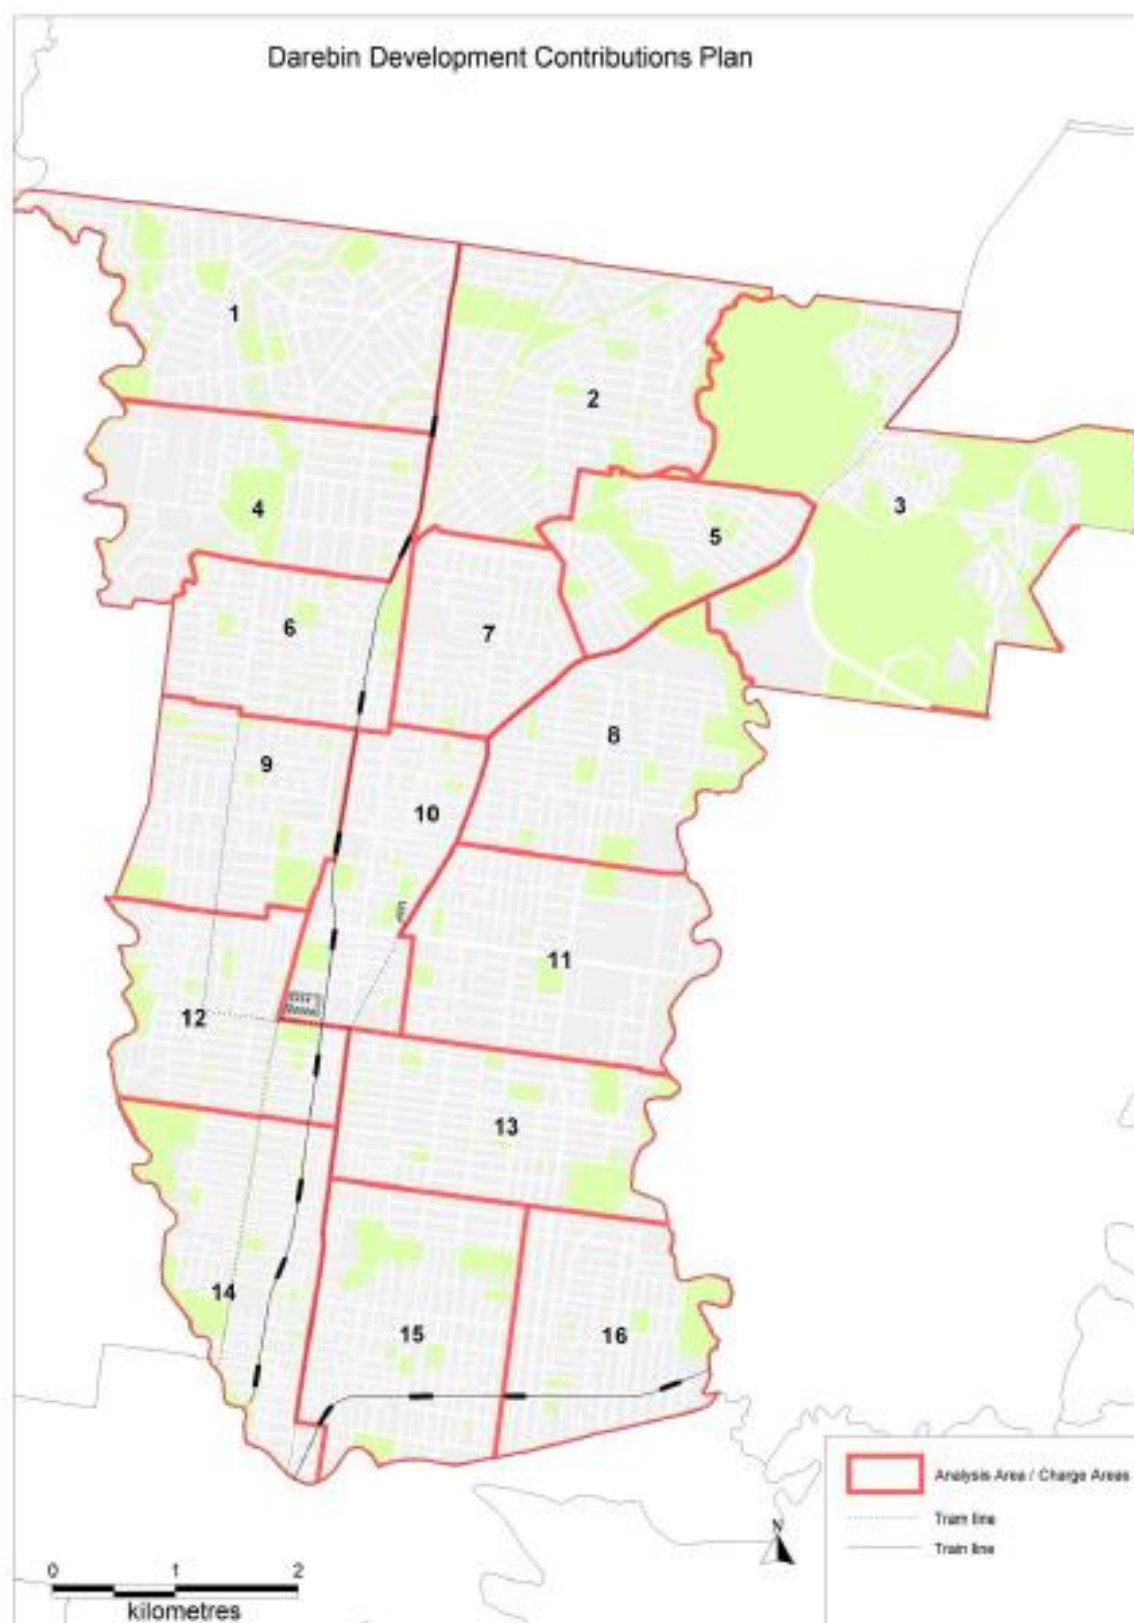 Darebin Development Contributions Plan
1
2
3
4
5
6
7
8
9
10
11
12
13
14
15
16
Analysis Area / Charge Areas
Tram line
Train line
N
0 1 2
kilometres